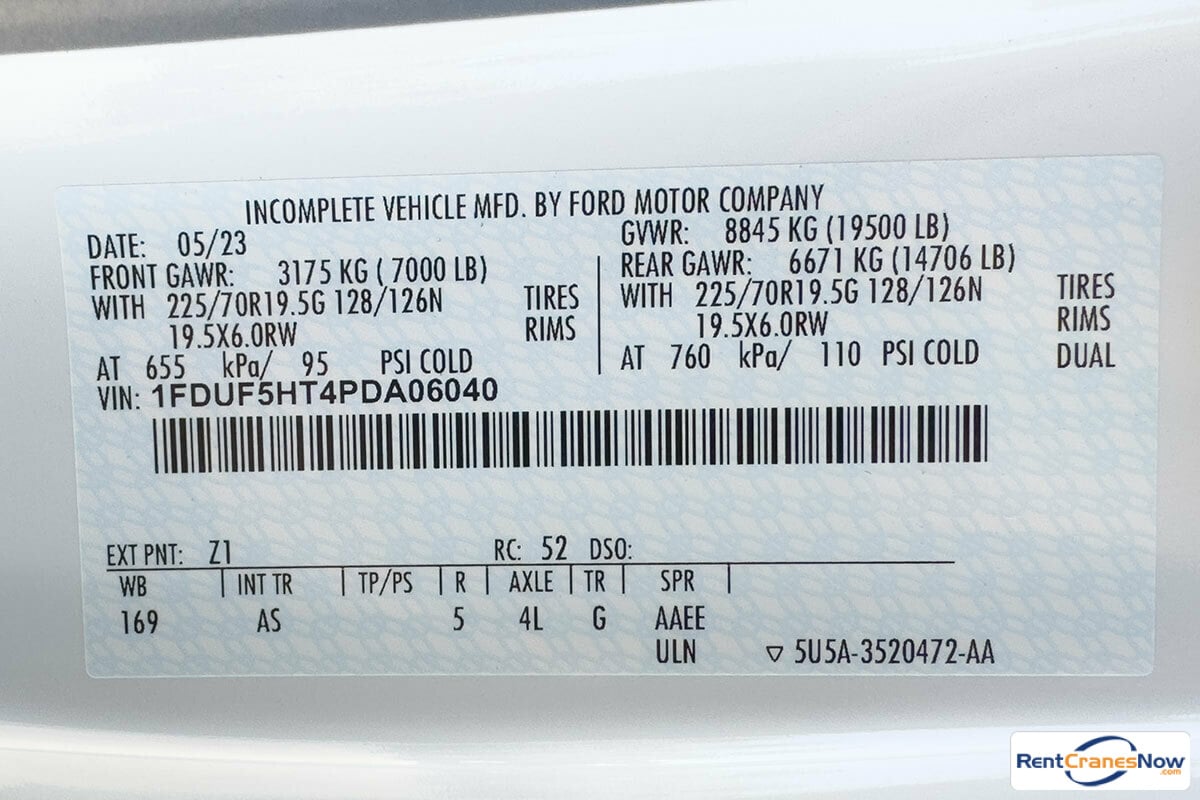 INCOMPLETE VEHICLE MFD. BY FORD MOTOR COMPANY
DATE: 05/23
GVWR: 8845 KG (19500 LB)
FRONT GAWR: 3175 KG ( 7000 LB)
WITH 225/70R19.5G 128/126N TIRES
19.5X6.0RW RIMS
AT 655 kPa/ 95 PSI COLD
REAR GAWR: 6671 KG (14706 LB)
WITH 225/70R19.5G 128/126N TIRES
19.5X6.0RW RIMS
AT 760 kPa/ 110 PSI COLD DUAL
VIN: 1FDUF5HT4PDA06040
EXT PNT: Z1 RC: 52 DSO:
WB INT TR TP/PS R AXLE TR SPR
169 AS 5 4L G AAEE
ULN ▽ 5U5A-3520472-AA
RentCranesNow
.com